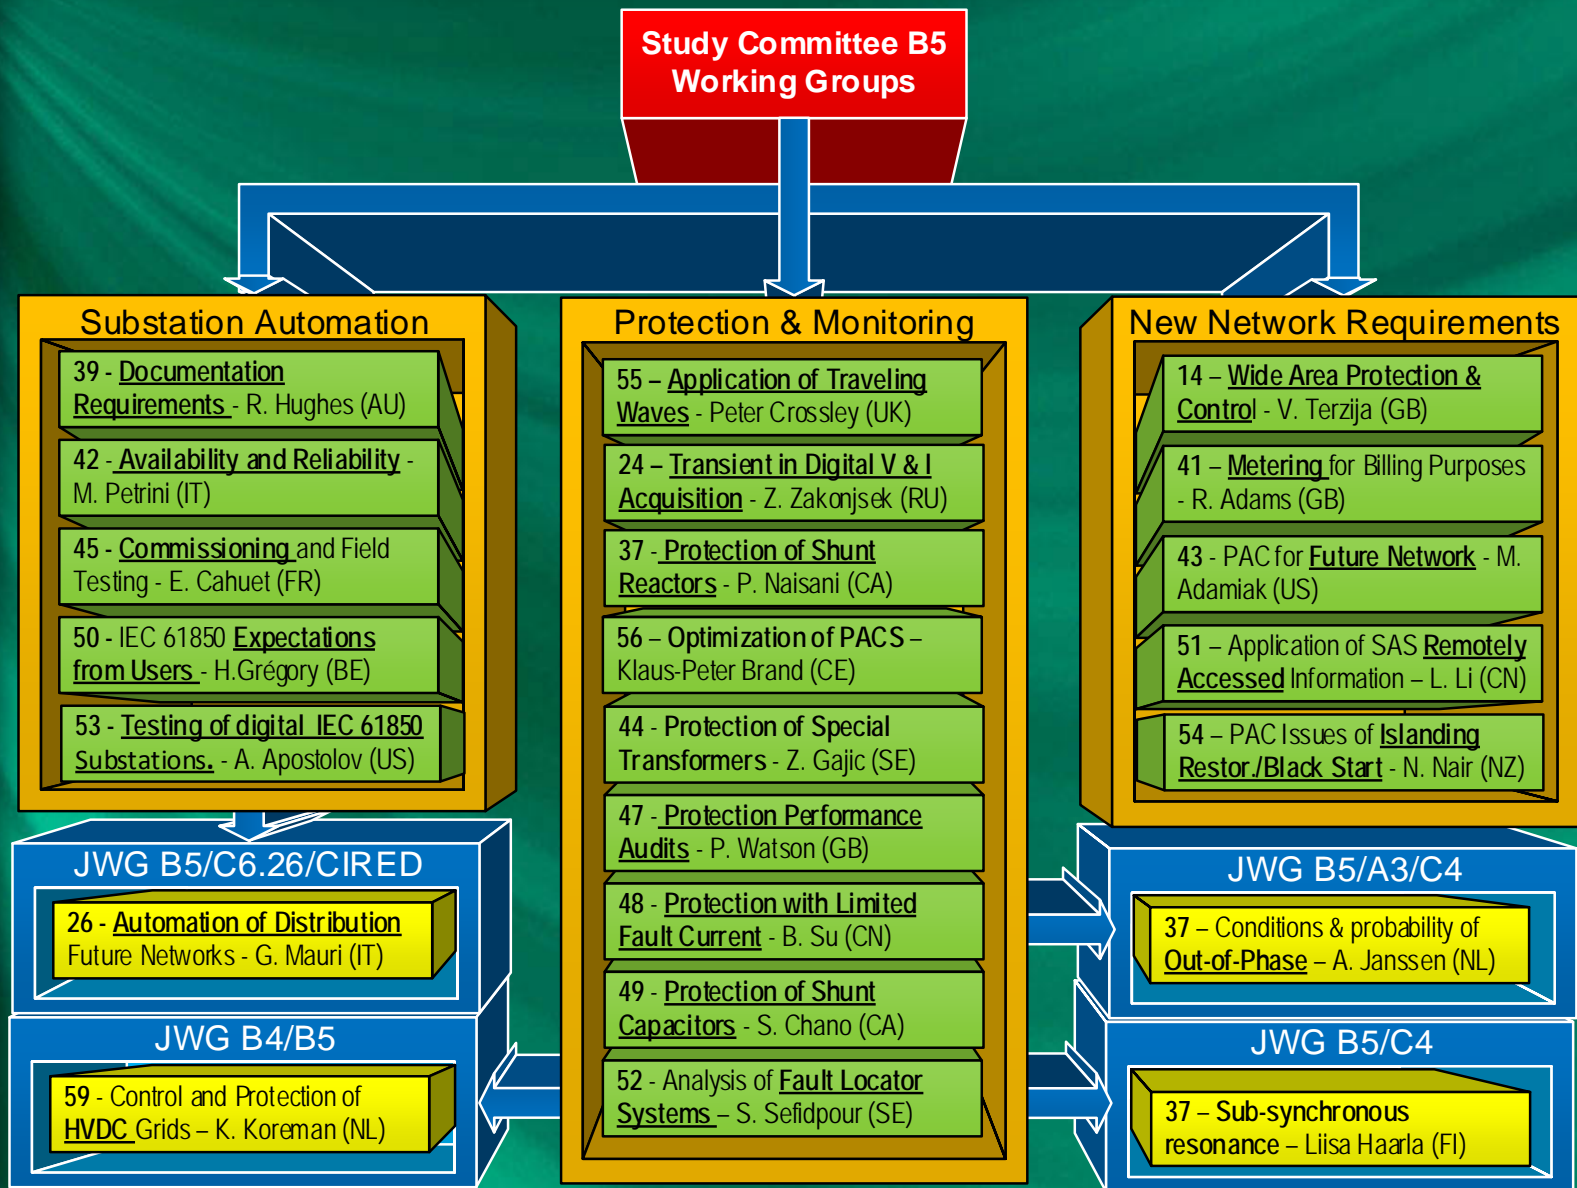 Study Committee B5
Working Groups
Substation Automation
39 - Documentation
Requirements - R. Hughes (AU)
42 - Availability and Reliability -
M. Petrini (IT)
45 - Commissioning and Field
Testing - E. Cahuet (FR)
50 - IEC 61850 Expectations
from Users - H.Grégory (BE)
53 - Testing of digital IEC 61850
Substations. - A. Apostolov (US)
Protection & Monitoring
55 – Application of Traveling
Waves - Peter Crossley (UK)
24 – Transient in Digital V & I
Acquisition - Z. Zakonjsek (RU)
37 - Protection of Shunt
Reactors - P. Naisani (CA)
56 – Optimization of PACS –
Klaus-Peter Brand (CE)
44 - Protection of Special
Transformers - Z. Gajic (SE)
47 - Protection Performance
Audits - P. Watson (GB)
48 - Protection with Limited
Fault Current - B. Su (CN)
49 - Protection of Shunt
Capacitors - S. Chano (CA)
52 - Analysis of Fault Locator
Systems – S. Sefidpour (SE)
New Network Requirements
14 – Wide Area Protection &
Control - V. Terzija (GB)
41 – Metering for Billing Purposes
- R. Adams (GB)
43 - PAC for Future Network - M.
Adamiak (US)
51 – Application of SAS Remotely
Accessed Information – L. Li (CN)
54 – PAC Issues of Islanding
Restor./Black Start - N. Nair (NZ)
JWG B5/C6.26/CIRED
26 - Automation of Distribution
Future Networks - G. Mauri (IT)
JWG B4/B5
59 - Control and Protection of
HVDC Grids – K. Koreman (NL)
JWG B5/A3/C4
37 – Conditions & probability of
Out-of-Phase – A. Janssen (NL)
JWG B5/C4
37 - Sub-synchronous
resonance – Liisa Haarla (FI)